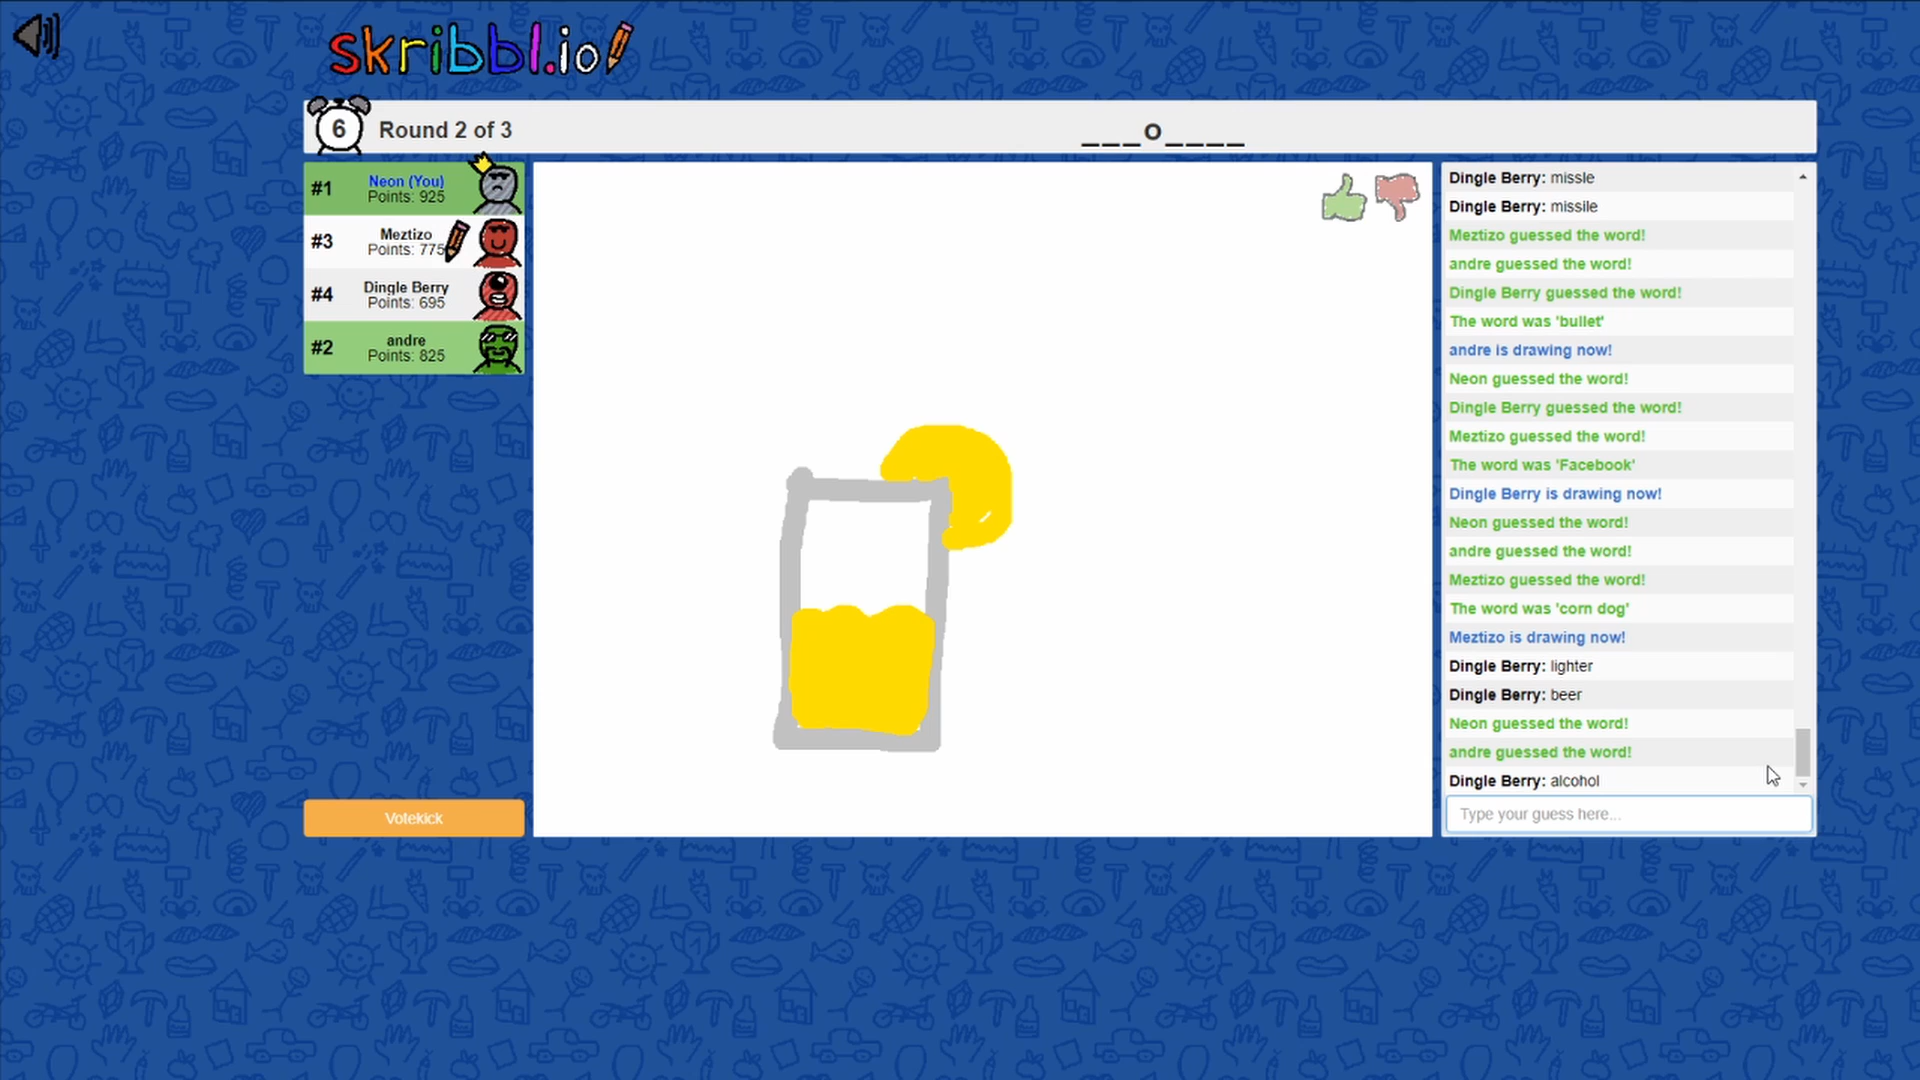 skribbl.io
6
Round 2 of 3
___o____
#1
Neon (You)
Points: 925
#3
Meztizo
Points: 775
#4
Dingle Berry
Points: 695
#2
andre
Points: 825
Votekick
Dingle Berry: missle
Dingle Berry: missile
Meztizo guessed the word!
andre guessed the word!
Dingle Berry guessed the word!
The word was 'bullet'
andre is drawing now!
Neon guessed the word!
Dingle Berry guessed the word!
Meztizo guessed the word!
The word was 'Facebook'
Dingle Berry is drawing now!
Neon guessed the word!
andre guessed the word!
Meztizo guessed the word!
The word was 'corn dog'
Meztizo is drawing now!
Dingle Berry: lighter
Dingle Berry: beer
Neon guessed the word!
andre guessed the word!
Dingle Berry: alcohol
Type your guess here...